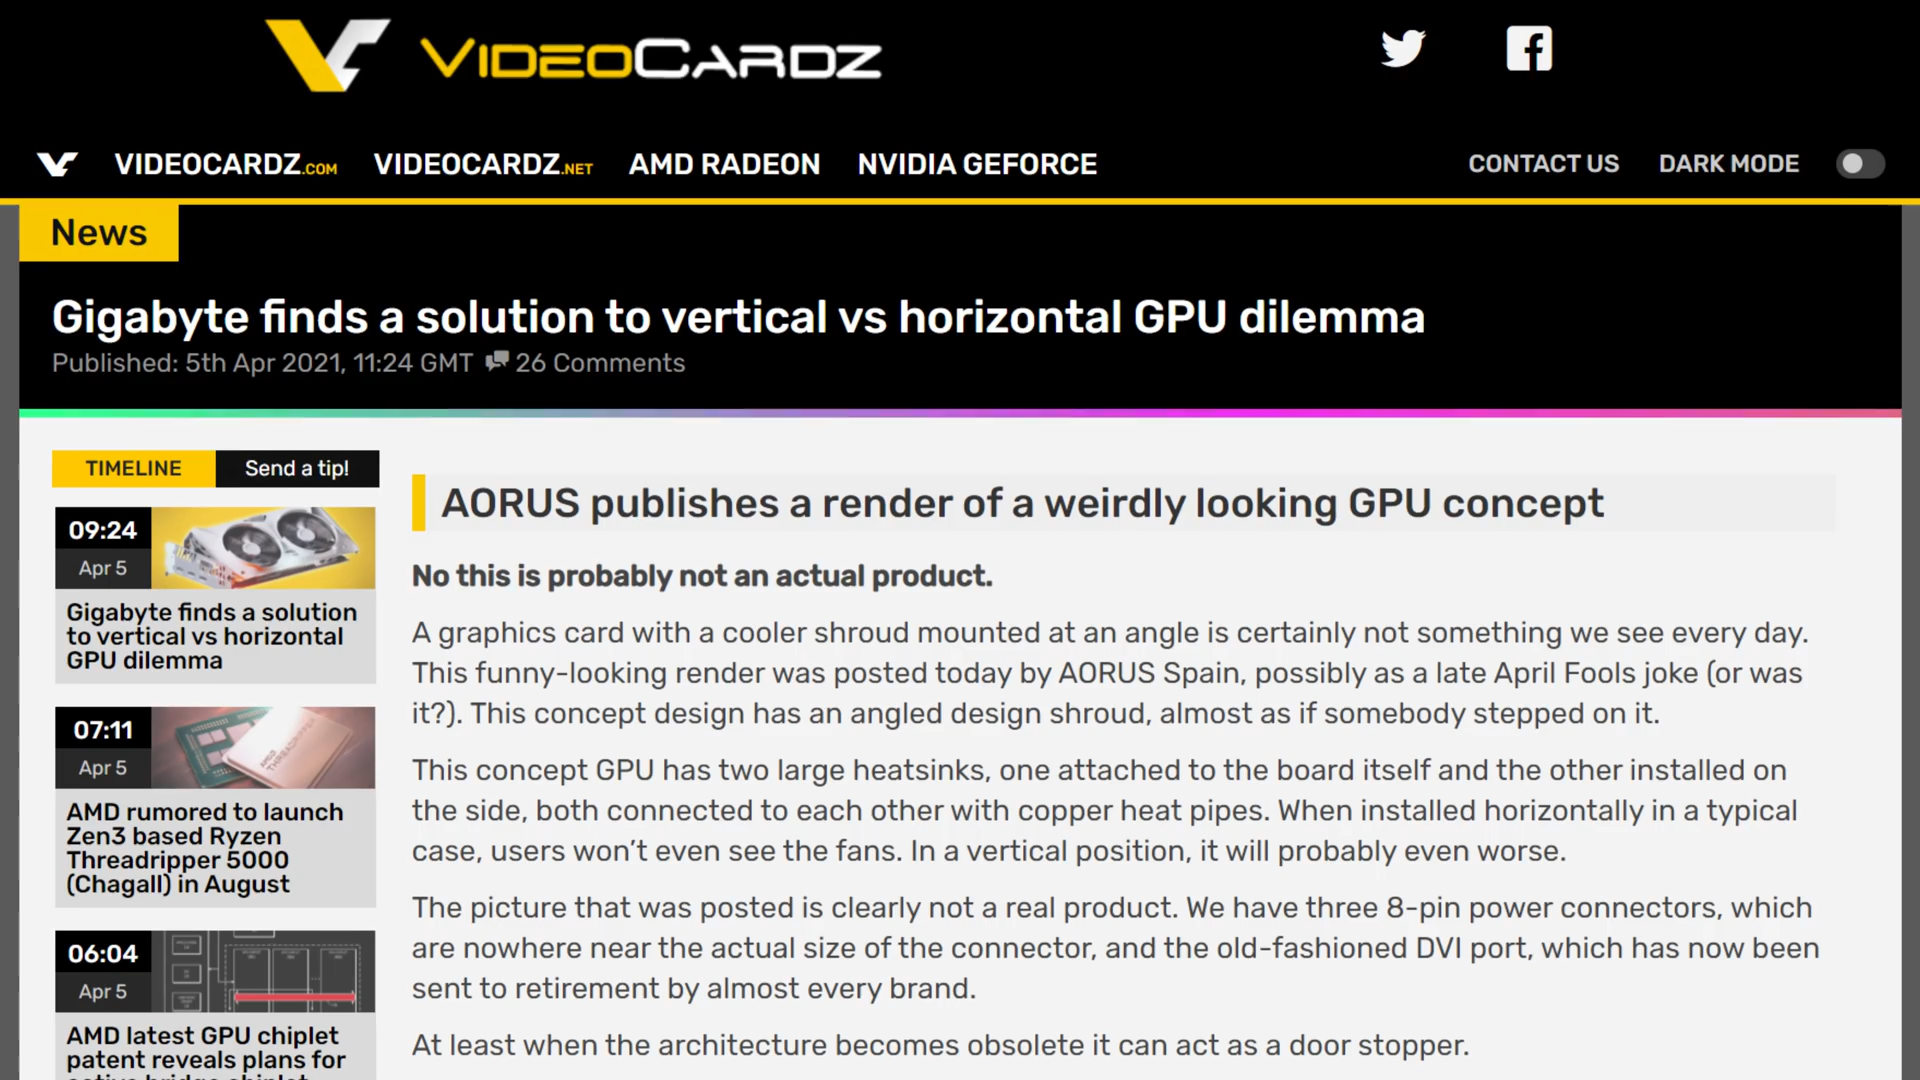 VIDEOCARDZ
VIDEOCARDZ.COM VIDEOCARDZ.NET AMD RADEON NVIDIA GEFORCE CONTACT US DARK MODE
News
Gigabyte finds a solution to vertical vs horizontal GPU dilemma
Published: 5th Apr 2021, 11:24 GMT 26 Comments
TIMELINE Send a tip!
09:24
Apr 5
Gigabyte finds a solution
to vertical vs horizontal
GPU dilemma
07:11
Apr 5
AMD rumored to launch
Zen3 based Ryzen
Threadripper 5000
(Chagall) in August
06:04
Apr 5
AMD latest GPU chiplet
patent reveals plans for
active bridge chiplet
AORUS publishes a render of a weirdly looking GPU concept
No this is probably not an actual product.
A graphics card with a cooler shroud mounted at an angle is certainly not something we see every day.
This funny-looking render was posted today by AORUS Spain, possibly as a late April Fools joke (or was
it?). This concept design has an angled design shroud, almost as if somebody stepped on it.
This concept GPU has two large heatsinks, one attached to the board itself and the other installed on
the side, both connected to each other with copper heat pipes. When installed horizontally in a typical
case, users won't even see the fans. In a vertical position, it will probably even worse.
The picture that was posted is clearly not a real product. We have three 8-pin power connectors, which
are nowhere near the actual size of the connector, and the old-fashioned DVI port, which has now been
sent to retirement by almost every brand.
At least when the architecture becomes obsolete it can act as a door stopper.